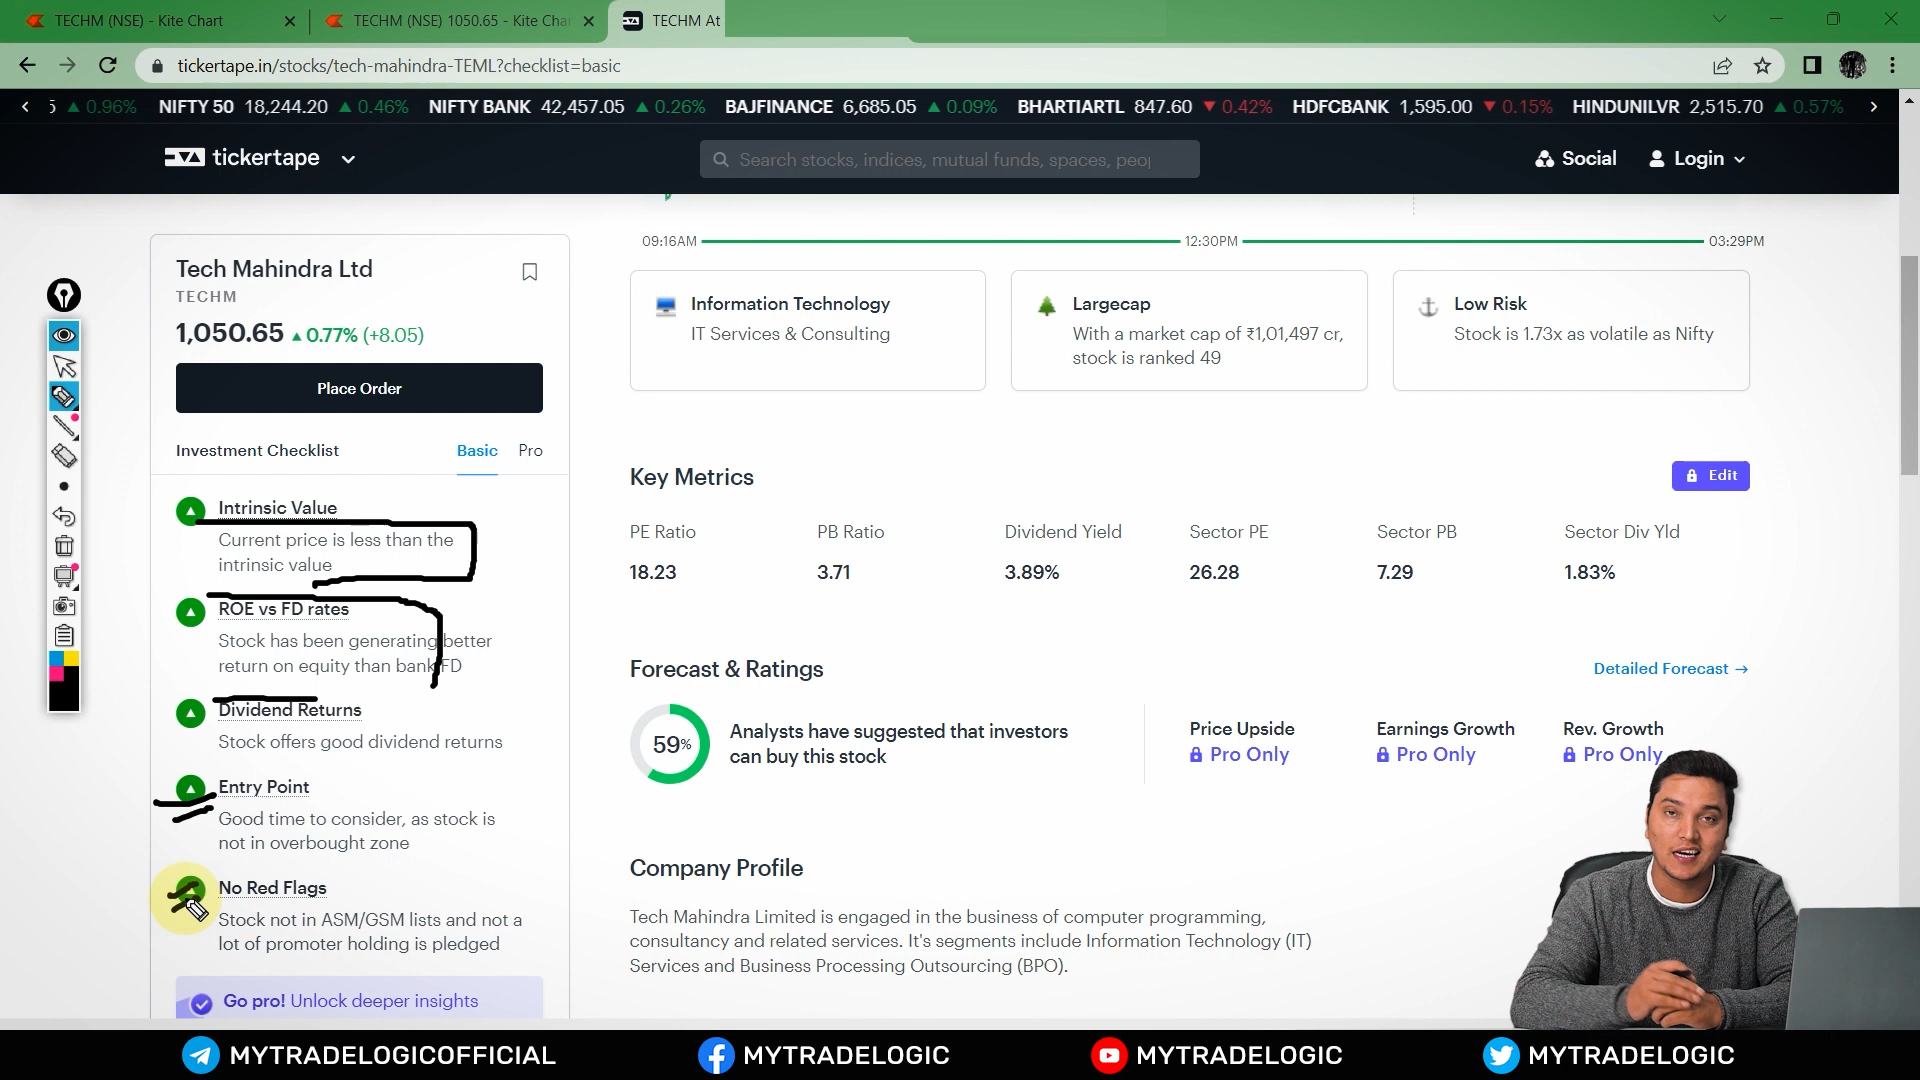 TECHM (NSE) - Kite Chart
TECHM (NSE) 1050.65 - Kite Cha
TECHM At
tickertape.in/stocks/tech-mahindra-TEML?checklist=basic
5 ▲ 0.96% NIFTY 50 18,244.20 ▲ 0.46% NIFTY BANK 42,457.05 ▲ 0.26% BAJFINANCE 6,685.05 ▲ 0.09% BHARTIARTL 847.60 ▼ 0.42% HDFCBANK 1,595.00 ▼ 0.15% HINDUNILVR 2,515.70 ▲ 0.57%
tickertape
Search stocks, indices, mutual funds, spaces, peo
Social
Login
09:16AM
12:30PM
03:29PM
Tech Mahindra Ltd
TECHM
1,050.65 ▲ 0.77% (+8.05)
Place Order
Investment Checklist
Basic
Pro
Intrinsic Value
Current price is less than the
intrinsic value
ROE vs FD rates
Stock has been generating better
return on equity than bank FD
Dividend Returns
Stock offers good dividend returns
Entry Point
Good time to consider, as stock is
not in overbought zone
No Red Flags
Stock not in ASM/GSM lists and not a
lot of promoter holding is pledged
Go pro! Unlock deeper insights
Information Technology
IT Services & Consulting
Largecap
With a market cap of ₹1,01,497 cr,
stock is ranked 49
Low Risk
Stock is 1.73x as volatile as Nifty
Key Metrics
Edit
PE Ratio
PB Ratio
Dividend Yield
Sector PE
Sector PB
Sector Div Yld
18.23
3.71
3.89%
26.28
7.29
1.83%
Forecast & Ratings
Detailed Forecast →
59%
Analysts have suggested that investors
can buy this stock
Price Upside
Earnings Growth
Rev. Growth
Pro Only
Pro Only
Pro Only
Company Profile
Tech Mahindra Limited is engaged in the business of computer programming,
consultancy and related services. It's segments include Information Technology (IT)
Services and Business Processing Outsourcing (BPO).
MYTRADELOGICOFFICIAL
MYTRADELOGIC
MYTRADELOGIC
MYTRADELOGIC